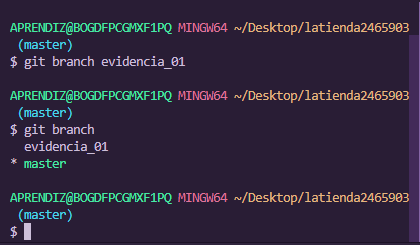 APRENDIZ@BOGDFPCGMXF1PQ MINGW64 ~/Desktop/latienda2465903
(master)
$ git branch evidencia_01
APRENDIZ@BOGDFPCGMXF1PQ MINGW64 ~/Desktop/latienda2465903
(master)
$ git branch
evidencia_01
* master
APRENDIZ@BOGDFPCGMXF1PQ MINGW64 ~/Desktop/latienda2465903
(master)
$